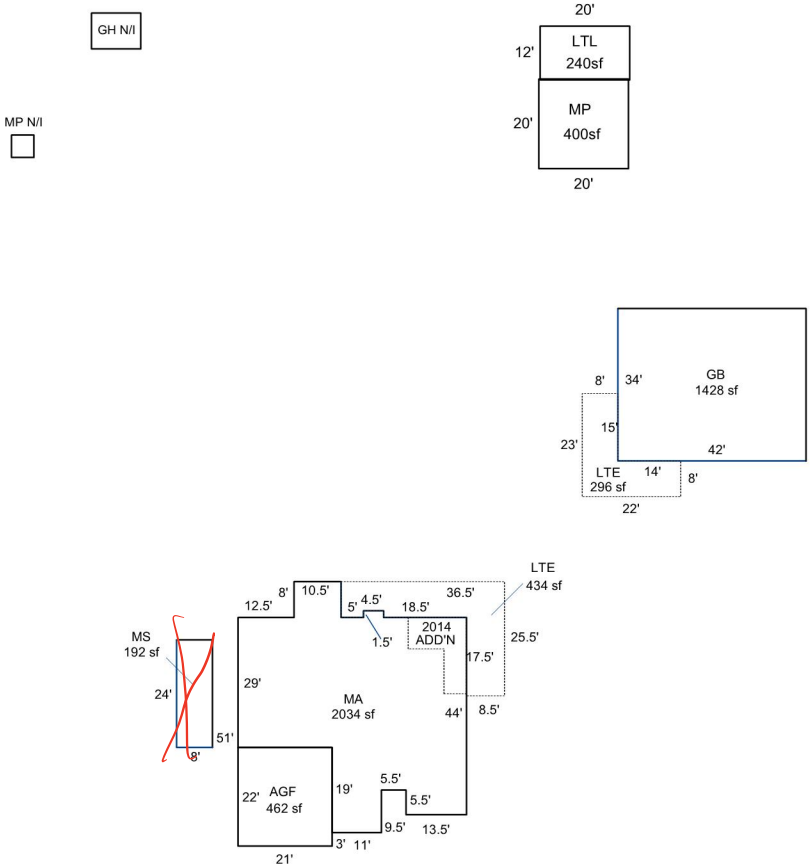 20'
GH N/I
LTL
12'
240sf
MP N/I
MP
20'
400sf
20'
GB
1428 sf
8'
34'
15'
42'
23'
LTE
296 sf
14'
8'
22'
LTE
434 sf
8'
10.5'
36.5'
12.5'
5'
4.5'
18.5'
1.5'
2014
ADD'N
25.5'
MS
192 sf
17.5'
29'
24'
MA
2034 sf
44'
8.5'
51'
8'
5.5'
AGF
462 sf
22'
19'
5.5'
9.5'
13.5'
3'
11'
21'